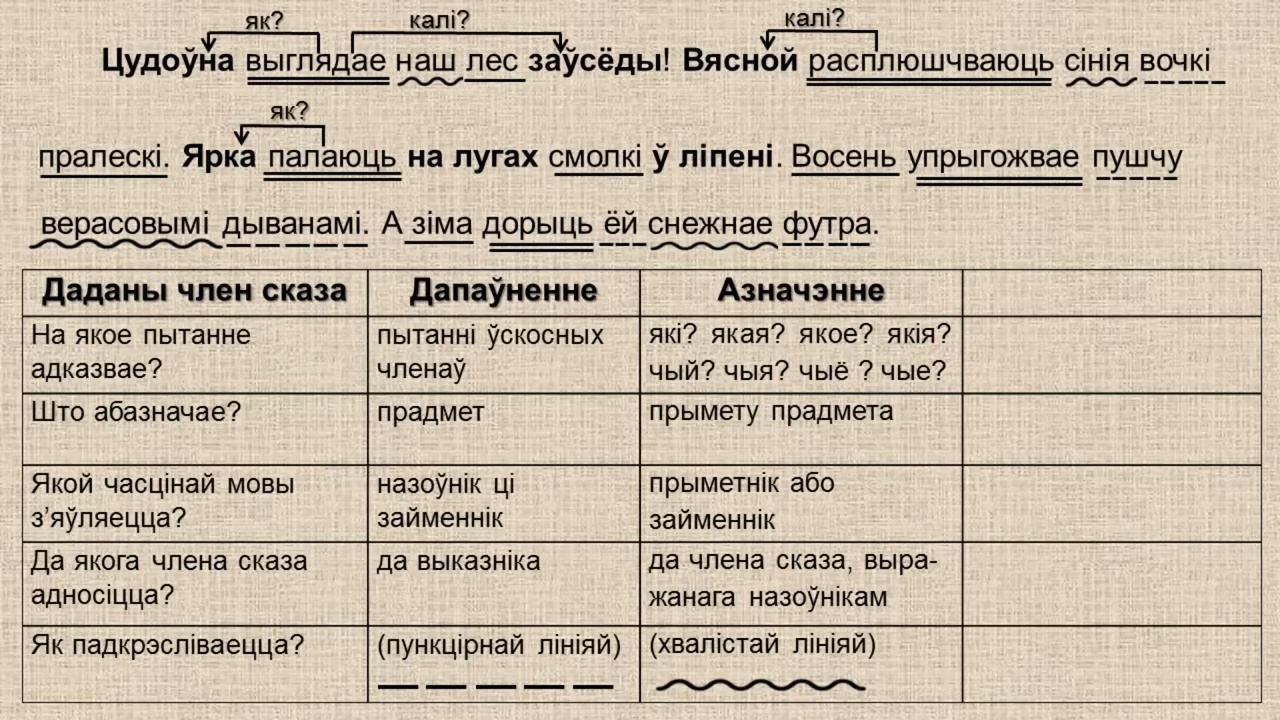 як? калі? калі?
Цудоўна выглядае наш лес заўсёды! Вясной расплюшчваюць сінія вочкі
як?
пралескі. Ярка палаюць на лугах смолкі ў ліпені. Восень упрыгожвае пушчу
верасовымі дыванамі. А зіма дорыць ёй снежнае футра.
Даданы член сказа Дапаўненне Азначэнне
На якое пытанне пытанні ўскосных які? якая? якое? якія?
адказвае? членаў чый? чыя? чыё ? чые?
Што абазначае? прадмет прымету прадмета
Якой часцінай мовы назоўнік ці прыметнік або
з’яўляецца? займеннік займеннік
Да якога члена сказа да выказніка да члена сказа, выра-
адносіцца? жанага назоўнікам
Як падкрэсліваецца? (пункцірнай лініяй) (хвалістай лініяй)